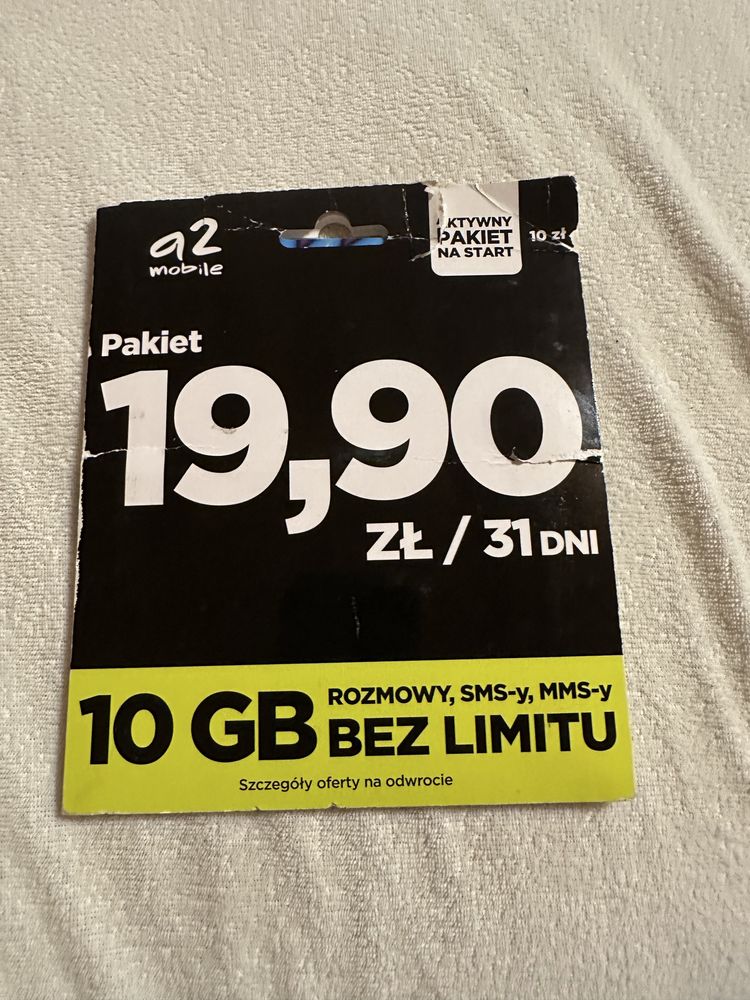 a2
mobile
AKTYWNY
PAKIET
NA START
10 zł
Pakiet
19,90
ZŁ / 31 DNI
10 GB
ROZMOWY, SMS-y, MMS-y
BEZ LIMITU
Szczegóły oferty na odwrocie